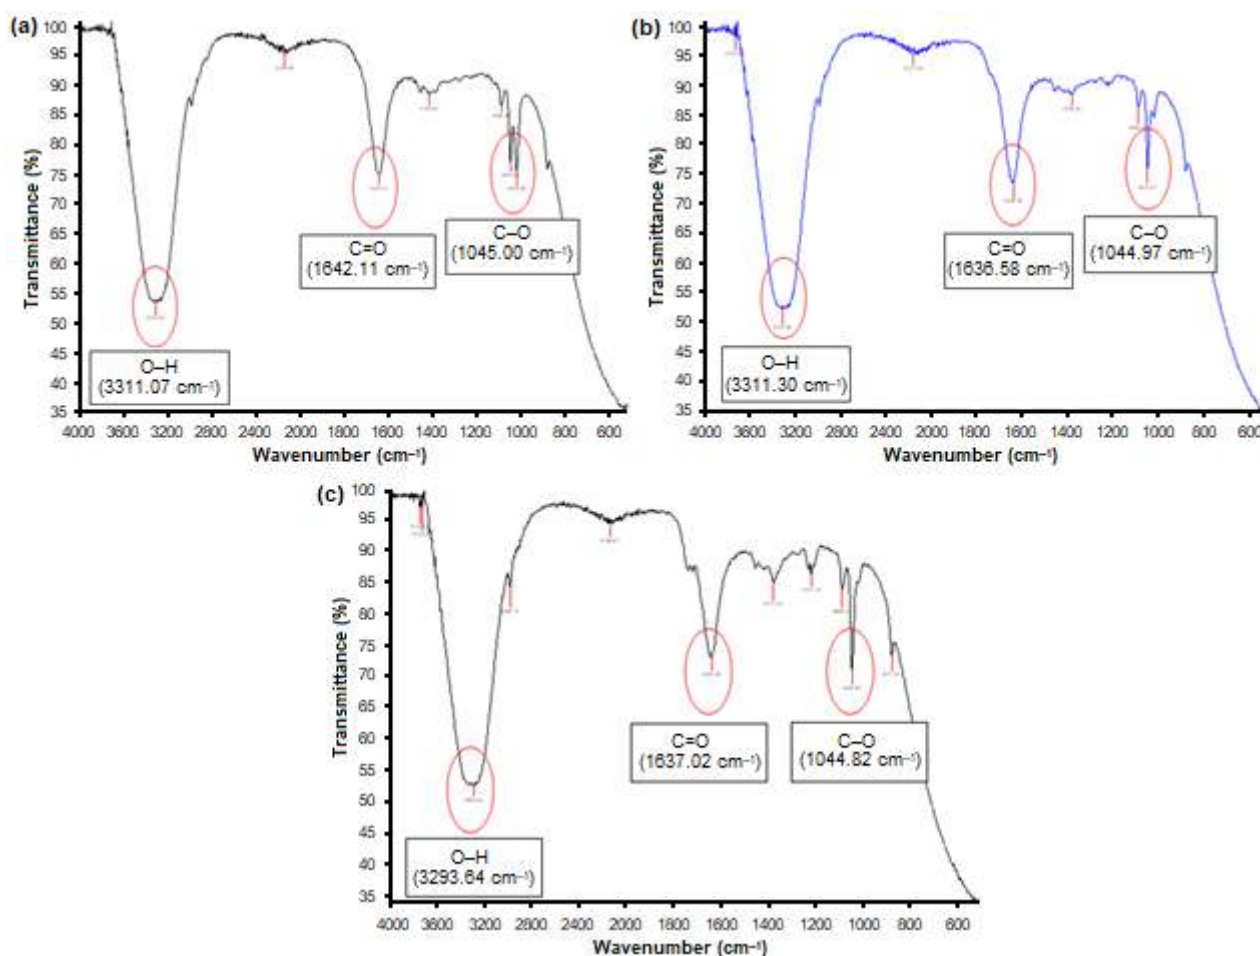 (a)
100
95
90
85
80
75
70
65
60
55
50
45
40
35
Transmittance (%)
C=O
(1642.11 cm⁻¹)
C–O
(1045.00 cm⁻¹)
O–H
(3311.07 cm⁻¹)
4000 3600 3200 2800 2400 2000 1600 1200 1000 800 600
Wavenumber (cm⁻¹)
(b)
100
95
90
85
80
75
70
65
60
55
50
45
40
35
Transmittance (%)
C=O
(1636.58 cm⁻¹)
C–O
(1044.97 cm⁻¹)
O–H
(3311.30 cm⁻¹)
4000 3600 3200 2800 2400 2000 1800 1600 1400 1200 1000 800 600
Wavenumber (cm⁻¹)
(c)
100
95
90
85
80
75
70
65
60
55
50
45
40
35
Transmittance (%)
C=O
(1637.02 cm⁻¹)
C–O
(1044.82 cm⁻¹)
O–H
(3293.64 cm⁻¹)
4000 3600 3200 2800 2400 2000 1800 1600 1400 1200 1000 800 600
Wavenumber (cm⁻¹)